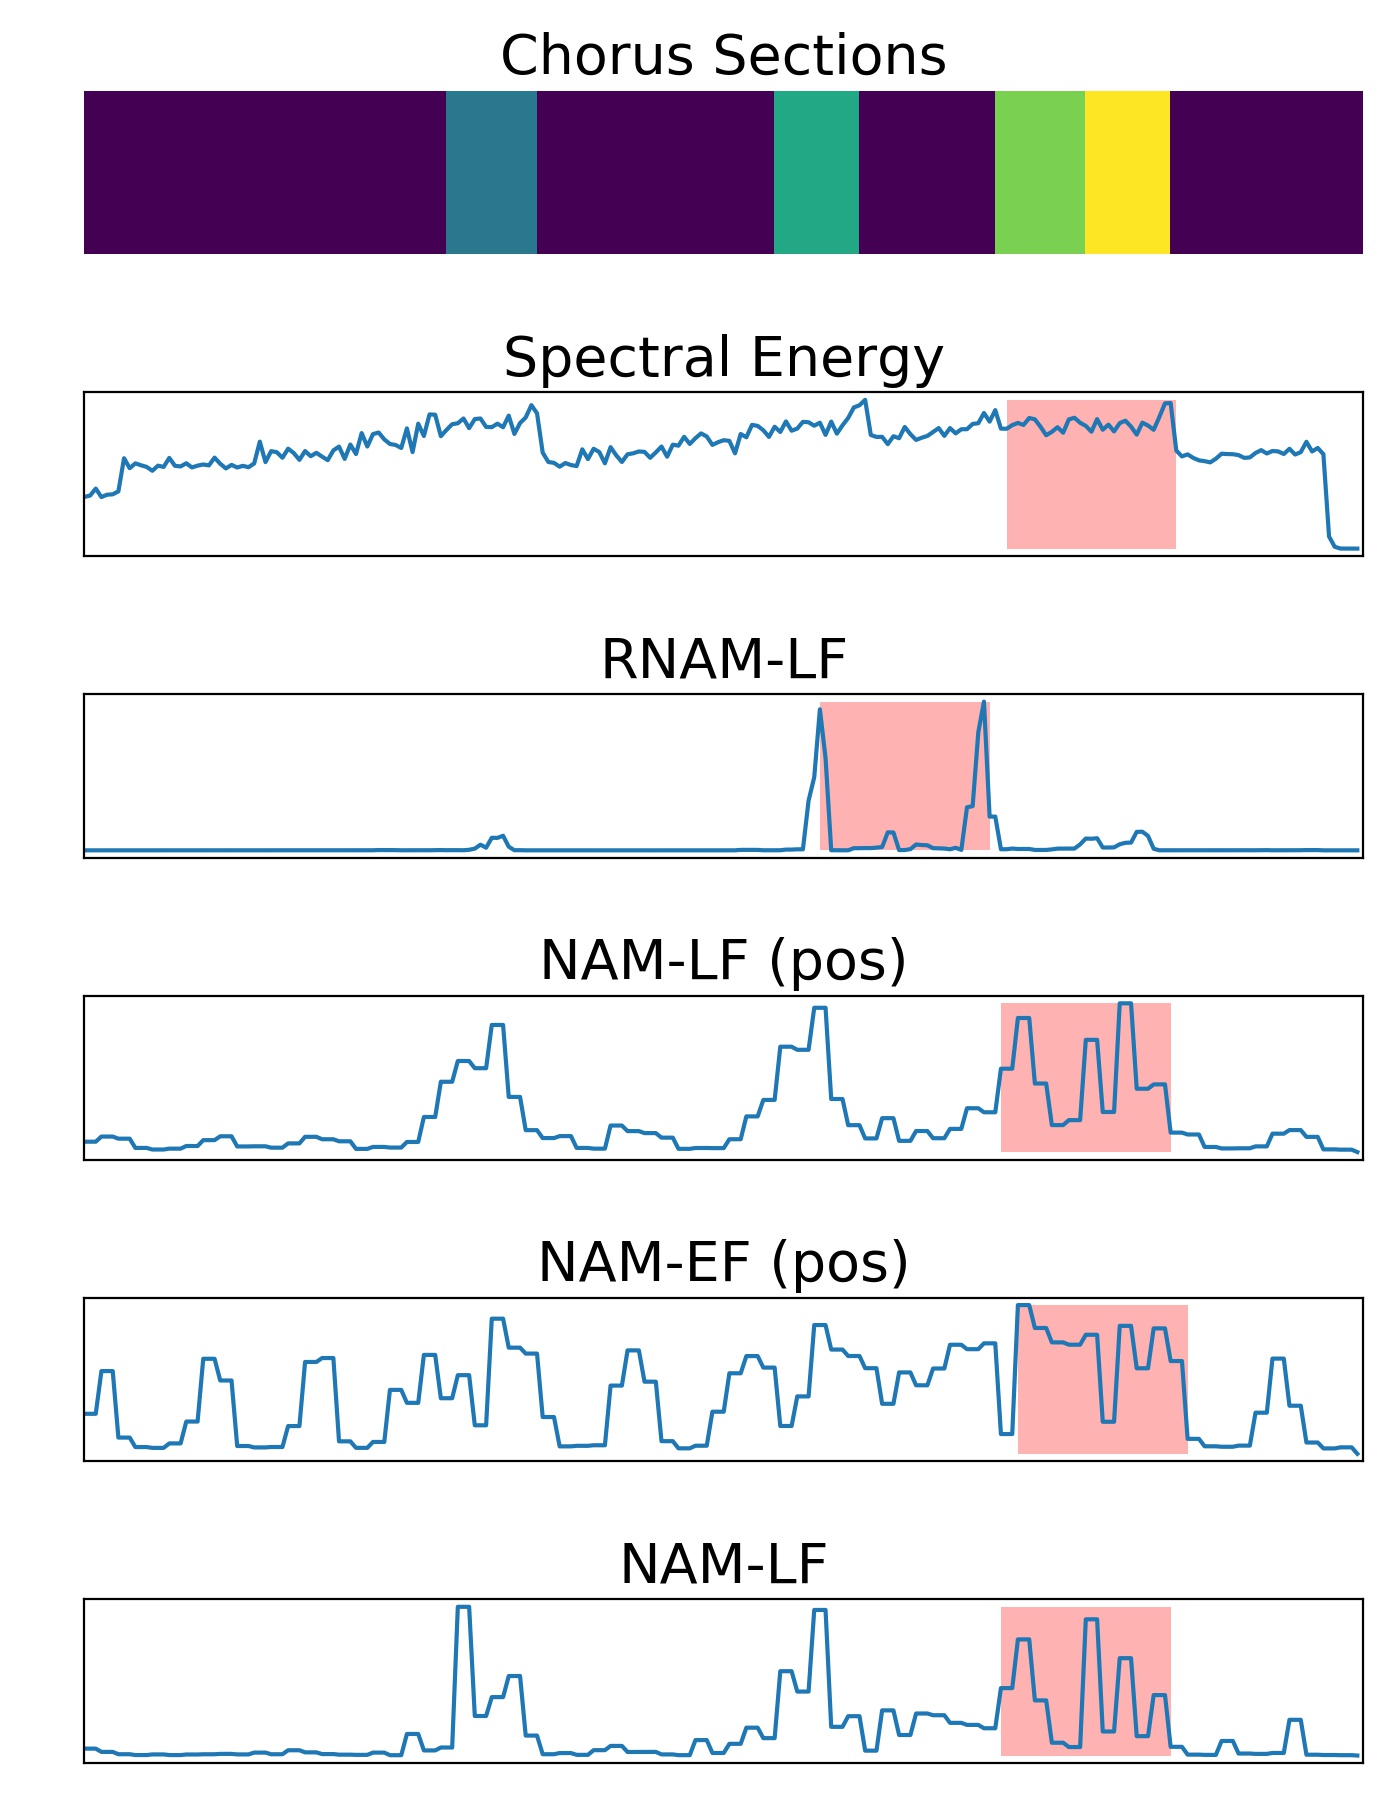 Chorus Sections
Spectral Energy
RNAM-LF
NAM-LF (pos)
NAM-EF (pos)
NAM-LF